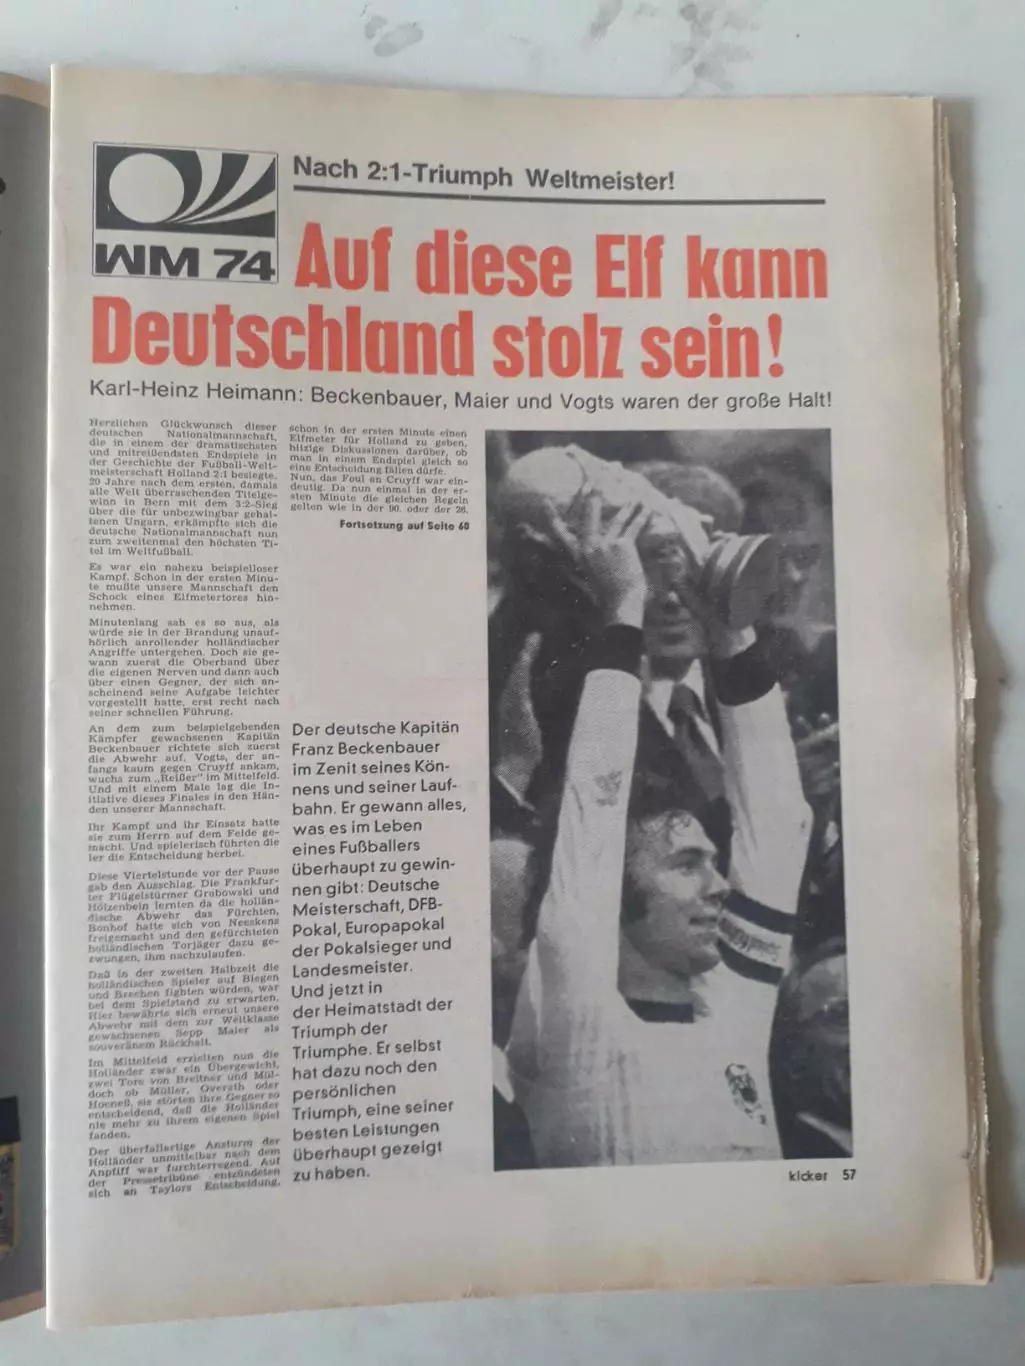 Nach 2:1-Triumph Weltmeister!
WM 74
Auf diese Elf kann
Deutschland stolz sein!
Karl-Heinz Heimann: Beckenbauer, Maier und Vogts waren der große Halt!
Herzlichen Glückwunsch dieser
deutschen Nationalmannschaft,
die in einem der dramatischsten
und mitreißendsten Endspiele in
der Geschichte der Fußball-Welt-
meisterschaft Holland 2:1 besiegte.
20 Jahre nach dem ersten, damals
alle Welt überraschenden Titelge-
winn in Bern mit dem 3:2-Sieg
über die für unbezwingbar gehal-
tenen Ungarn, erkämpfte sich die
deutsche Nationalmannschaft nun
zum zweitenmal den höchsten Ti-
tel im Weltfußball.
Es war ein nahezu beispielloser
Kampf. Schon in der ersten Minu-
te mußte unsere Mannschaft den
Schock eines Elfmetertores hin-
nehmen.
Minutenlang sah es so aus, als
würde sie in der Brandung unauf-
hörlich anrollender holländischer
Angriffe untergehen. Doch sie ge-
wann zuerst die Oberhand über
die eigenen Nerven und dann auch
über einen Gegner, der sich an-
scheinend seine Aufgabe leichter
vorgestellt hatte, erst recht nach
seiner schnellen Führung.
An dem zum beispielgebenden
Kämpfer gewachsenen Kapitän
Beckenbauer richtete sich zuerst
die Abwehr auf. Vogts, der an-
fangs kaum gegen Cruyff ankam,
wuchs zum „Reißer" im Mittelfeld.
Und mit einem Male lag die In-
itiative dieses Finales in den Hän-
den unserer Mannschaft.
Ihr Kampf und ihr Einsatz hatte
sie zum Herrn auf dem Felde ge-
macht. Und spielerisch führten die
ler die Entscheidung herbei.
Diese Viertelstunde vor der Pause
gab den Ausschlag. Die Frankfur-
ter Flügelstürmer Grabowski und
Hölzenbein lernten da die hollän-
dische Abwehr das Fürchten,
Bonhof hatte sich von Neeskens
freigemacht und den gefürchteten
holländischen Torjäger dazu ge-
zwungen, ihm nachzulaufen.
Daß in der zweiten Halbzeit die
holländischen Spieler auf Biegen
und Brechen fighten würden, war
bei dem Spielstand zu erwarten.
Hier bewährte sich erneut unsere
Abwehr mit dem zur Weltklasse
gewachsenen Sepp Maier als
souveränem Rückhalt.
Im Mittelfeld erzielten nun die
Holländer zwar ein Übergewicht,
zwei Tore von Breitner und Mül-
doch ob Müller, Overath oder
Hoeneß, sie störten ihre Gegner so
entscheidend, daß die Holländer
nie mehr zu ihrem eigenen Spiel
fanden.
Der überfallartige Ansturm der
Holländer unmittelbar nach dem
Anpfiff war furchterregend. Auf
der Pressetribüne entzündeten
sich an Taylors Entscheidung,
schon in der ersten Minute einen
Elfmeter für Holland zu geben,
hitzige Diskussionen darüber, ob
man in einem Endspiel gleich so
eine Entscheidung fällen dürfe.
Nun, das Foul an Cruyff war ein-
deutig. Da nun einmal in der er-
sten Minute die gleichen Regeln
gelten wie in der 90. oder der 26.
Fortsetzung auf Seite 60
Der deutsche Kapitän
Franz Beckenbauer
im Zenit seines Kön-
nens und seiner Lauf-
bahn. Er gewann alles,
was es im Leben
eines Fußballers
überhaupt zu gewin-
nen gibt: Deutsche
Meisterschaft, DFB-
Pokal, Europapokal
der Pokalsieger und
Landesmeister.
Und jetzt in
der Heimatstadt der
Triumph der
Triumphe. Er selbst
hat dazu noch den
persönlichen
Triumph, eine seiner
besten Leistungen
überhaupt gezeigt
zu haben.
kicker 57